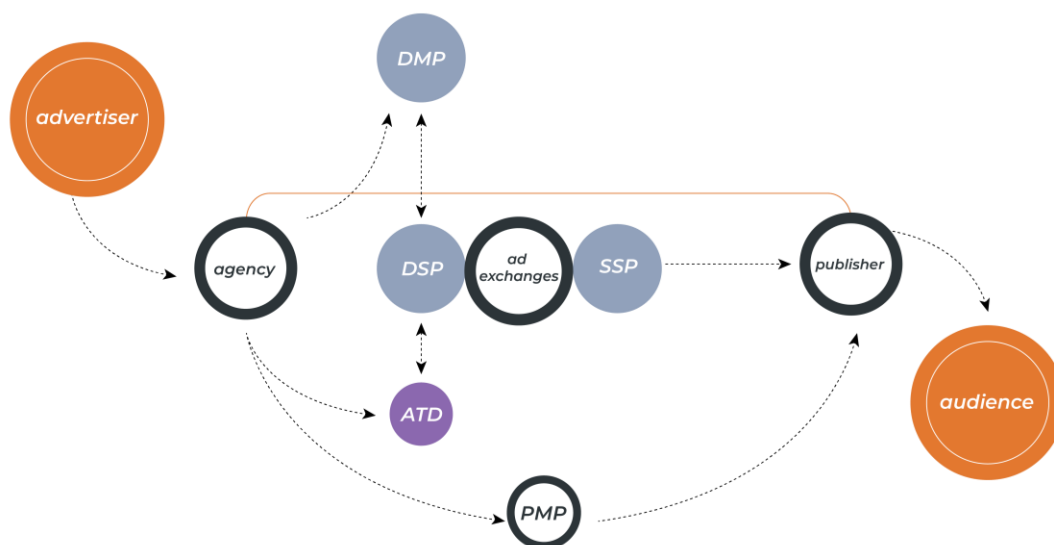 DMP
advertiser
agency
DSP
ad
exchanges
SSP
publisher
ATD
audience
PMP